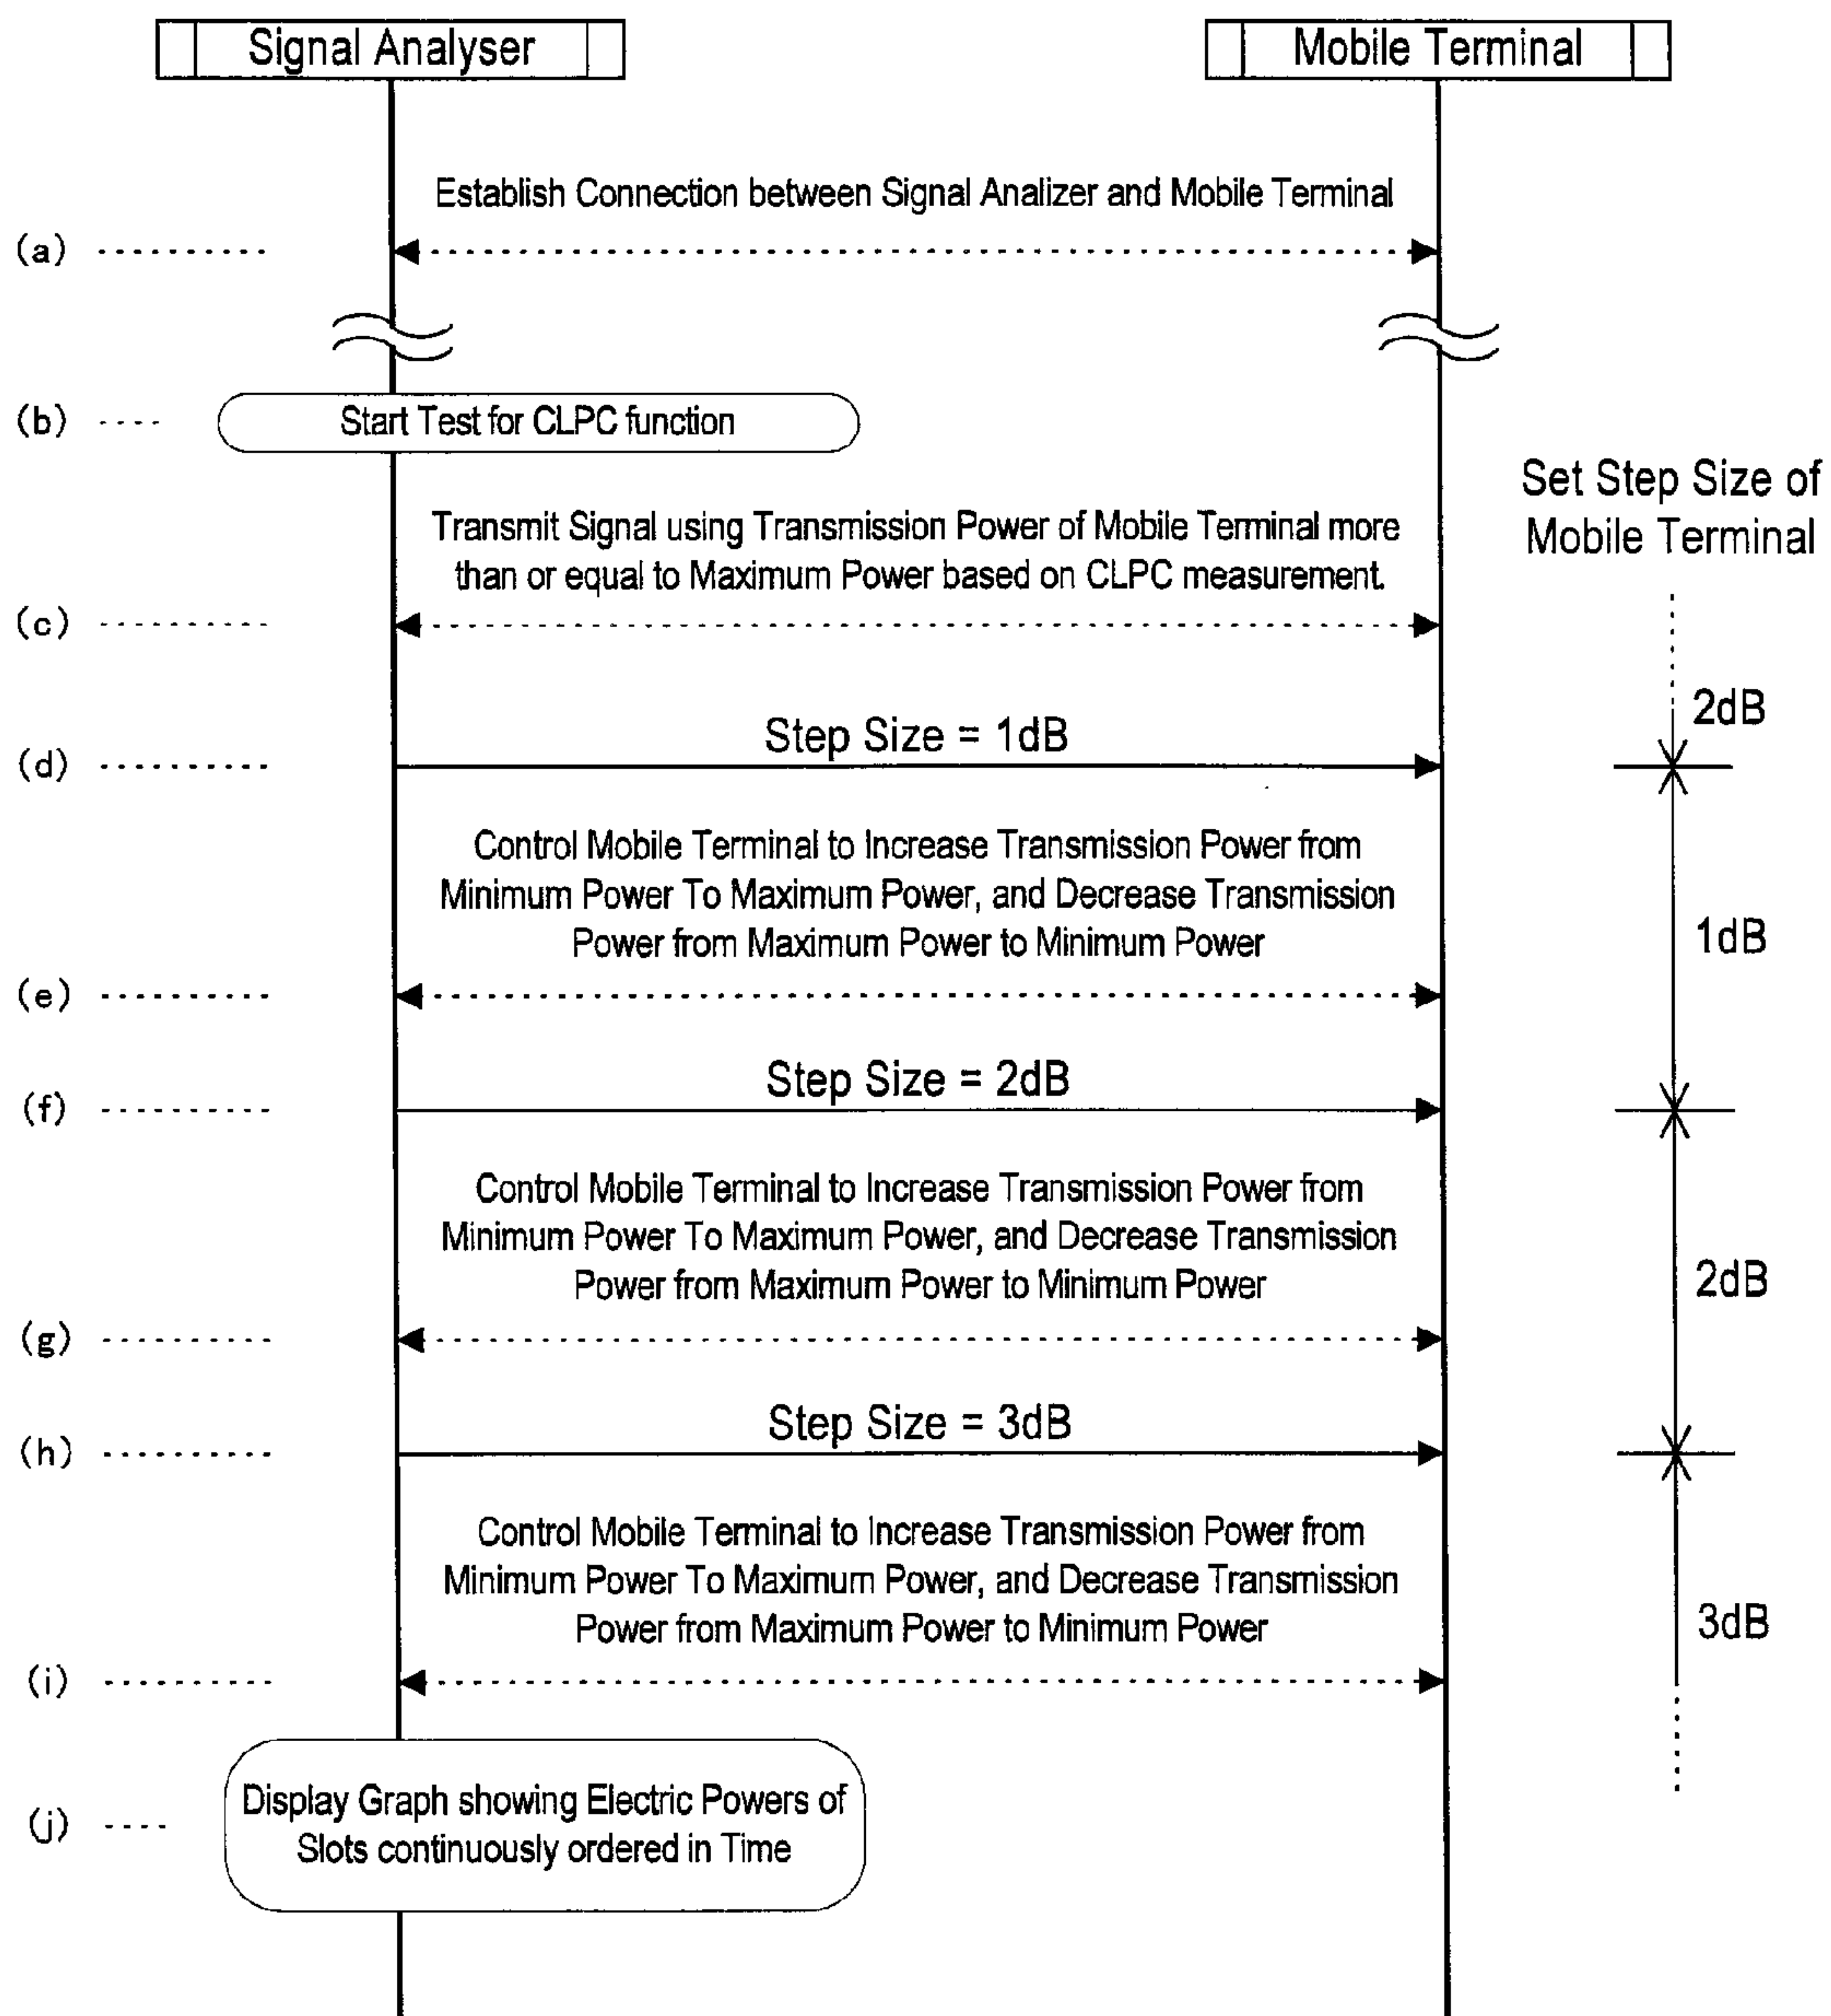 Signal Analyser
Mobile Terminal
Establish Connection between Signal Analizer and Mobile Terminal
(a)
(b)
Start Test for CLPC function
Set Step Size of
Mobile Terminal
Transmit Signal using Transmission Power of Mobile Terminal more
than or equal to Maximum Power based on CLPC measurement.
(c)
2dB
Step Size = 1dB
(d)
Control Mobile Terminal to Increase Transmission Power from
Minimum Power To Maximum Power, and Decrease Transmission
Power from Maximum Power to Minimum Power
1dB
(e)
Step Size = 2dB
(f)
Control Mobile Terminal to Increase Transmission Power from
Minimum Power To Maximum Power, and Decrease Transmission
Power from Maximum Power to Minimum Power
2dB
(g)
Step Size = 3dB
(h)
Control Mobile Terminal to Increase Transmission Power from
Minimum Power To Maximum Power, and Decrease Transmission
Power from Maximum Power to Minimum Power
3dB
(i)
(j)
Display Graph showing Electric Powers of
Slots continuously ordered in Time